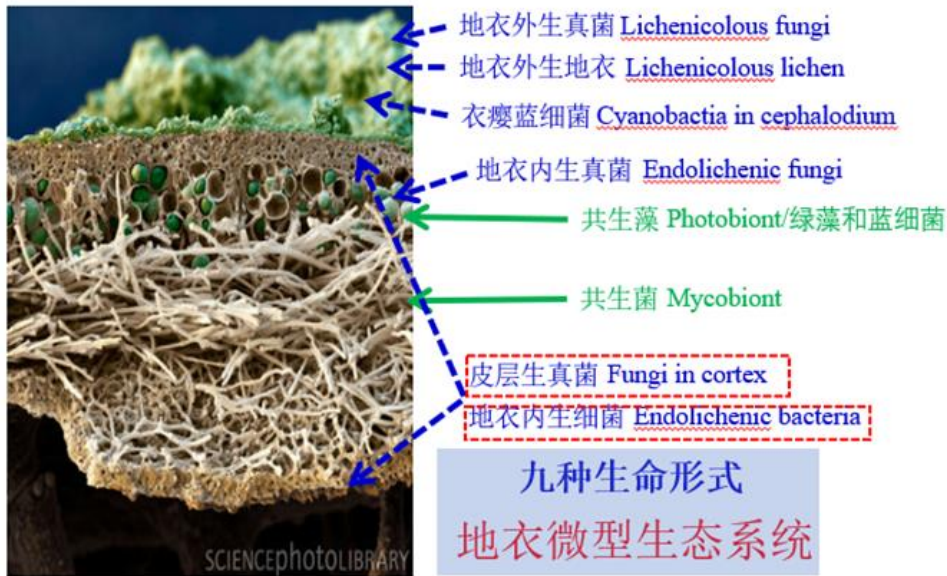 地衣外生真菌 Lichenicolous fungi
地衣外生地衣 Lichenicolous lichen
衣瘿蓝细菌 Cyanobactia in cephalodium
地衣内生真菌 Endolichenic fungi
共生藻 Photobiont/绿藻和蓝细菌
共生菌 Mycobiont
皮层生真菌 Fungi in cortex
地衣内生细菌 Endolichenic bacteria
九种生命形式
地衣微型生态系统
SCIENCEphotoLIBRARY